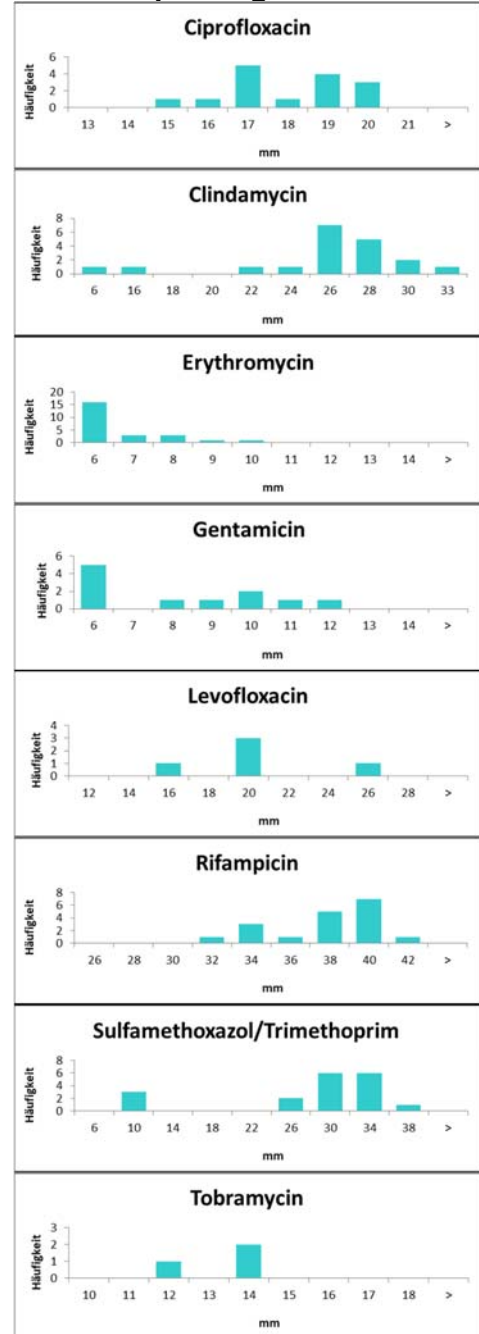 Ciprofloxacin
Häufigkeit
6
4
2
0
13 14 15 16 17 18 19 20 21 >
mm
Clindamycin
Häufigkeit
8
6
4
2
0
6 16 18 20 22 24 26 28 30 33
mm
Erythromycin
Häufigkeit
20
15
10
5
0
6 7 8 9 10 11 12 13 14 >
mm
Gentamicin
Häufigkeit
6
4
2
0
6 7 8 9 10 11 12 13 14 >
mm
Levofloxacin
Häufigkeit
4
3
2
1
0
12 14 16 18 20 22 24 26 28 >
mm
Rifampicin
Häufigkeit
8
6
4
2
0
26 28 30 32 34 36 38 40 42 >
mm
Sulfamethoxazol/Trimethoprim
Häufigkeit
8
6
4
2
0
6 10 14 18 22 26 30 34 38 >
mm
Tobramycin
Häufigkeit
3
2
1
0
10 11 12 13 14 15 16 17 18 >
mm